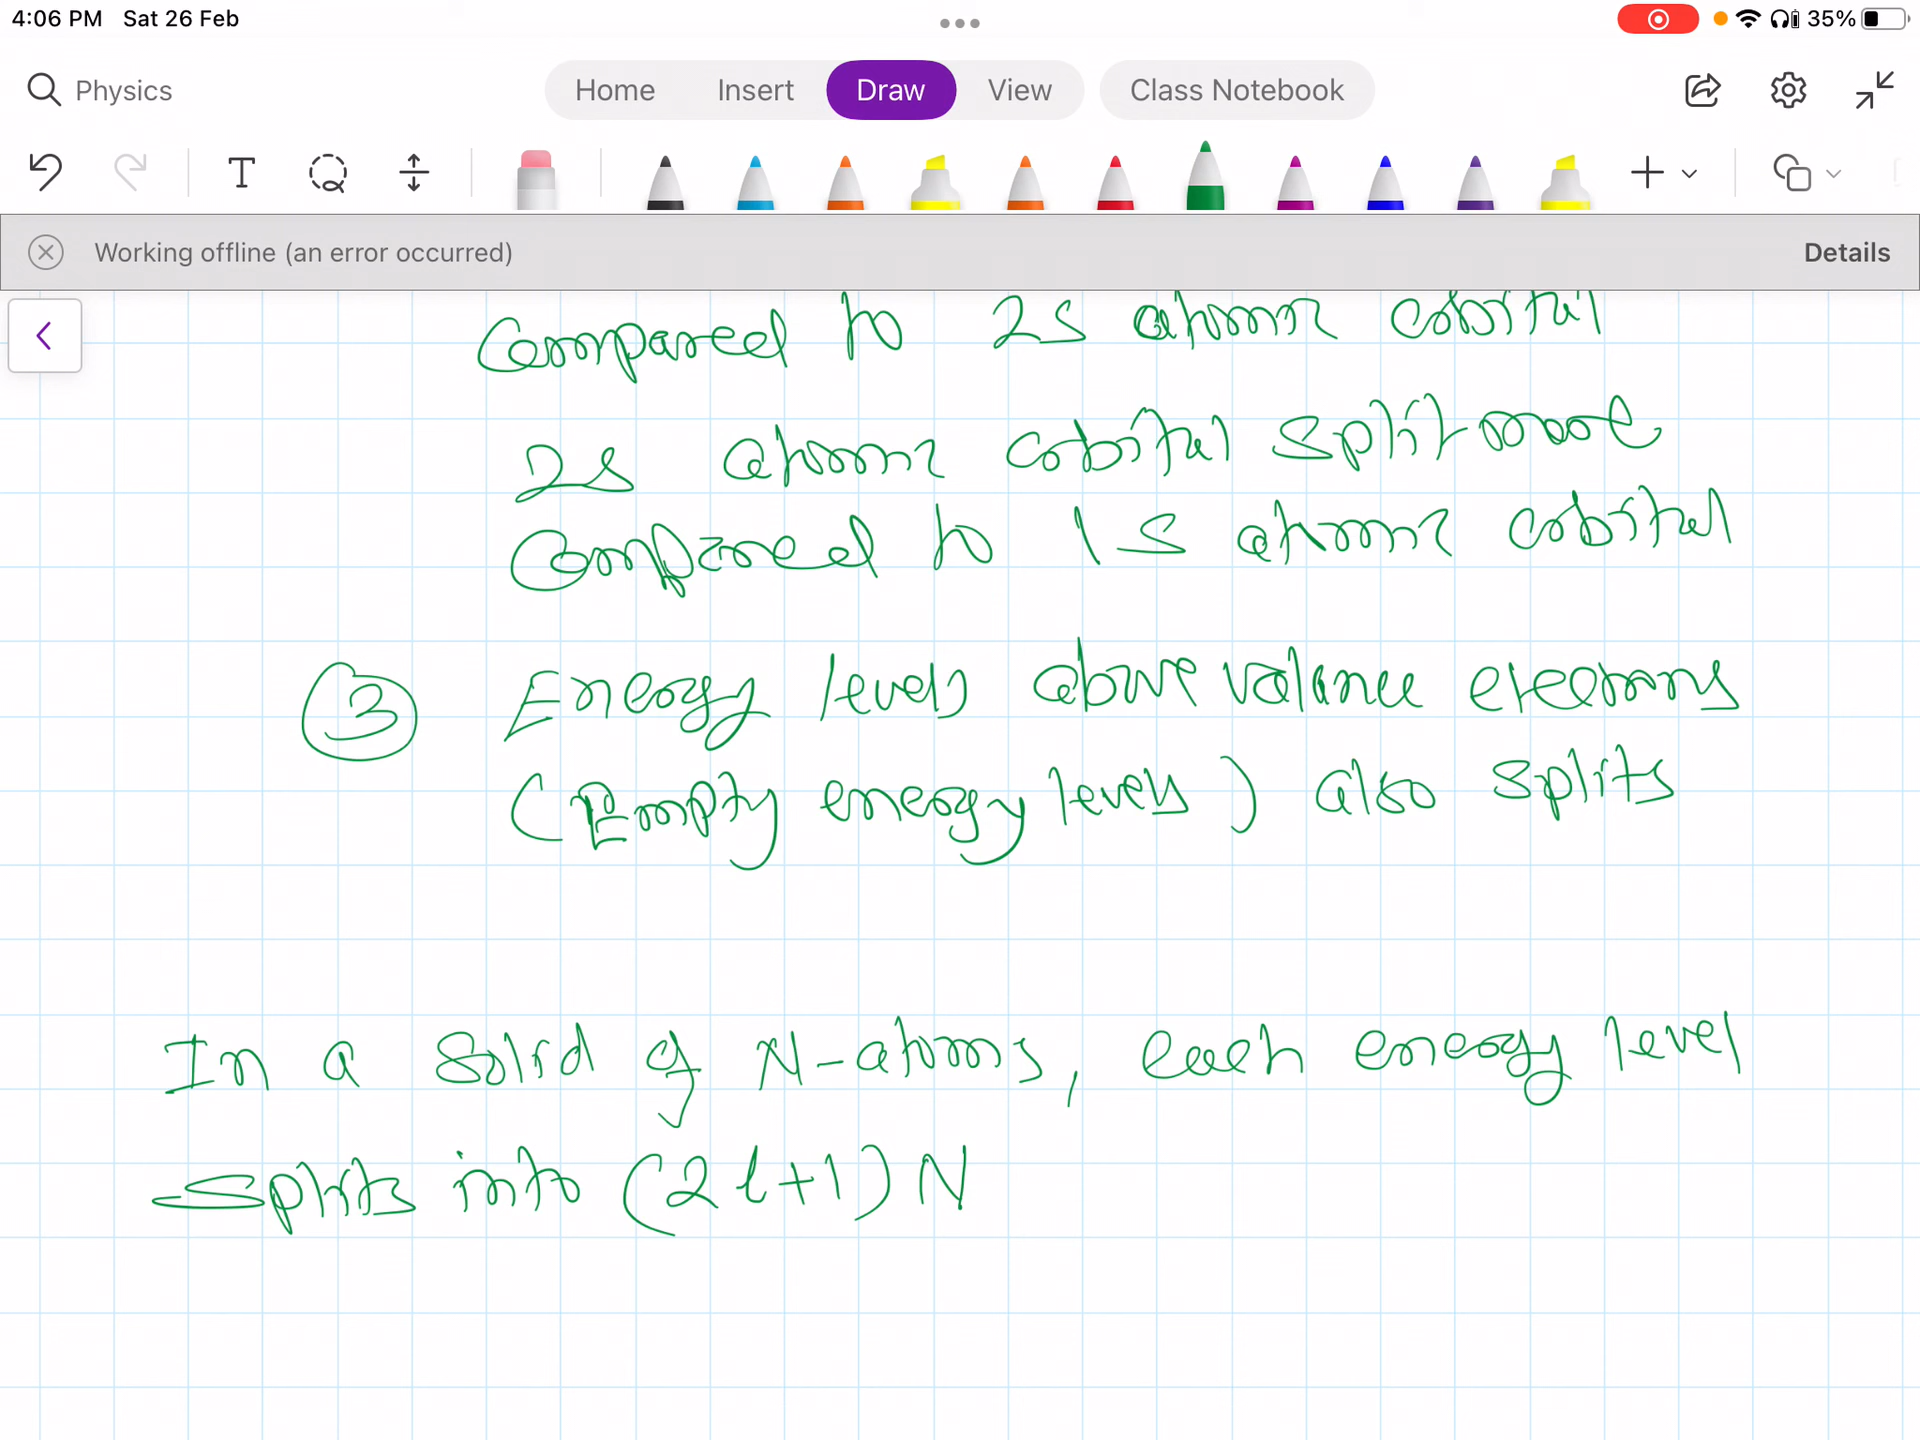 4:06 PM Sat 26 Feb
35%
Physics
Home Insert Draw View Class Notebook
T
Working offline (an error occurred) Details
Compared to 2s atomic orbital
2s atomic orbital split more
Compared to 1s atomic orbital
3 Energy levels above valance electrons
(Empty energy levels) also splits
In a solid of N-atoms, each energy level
splits into (2l+1)N